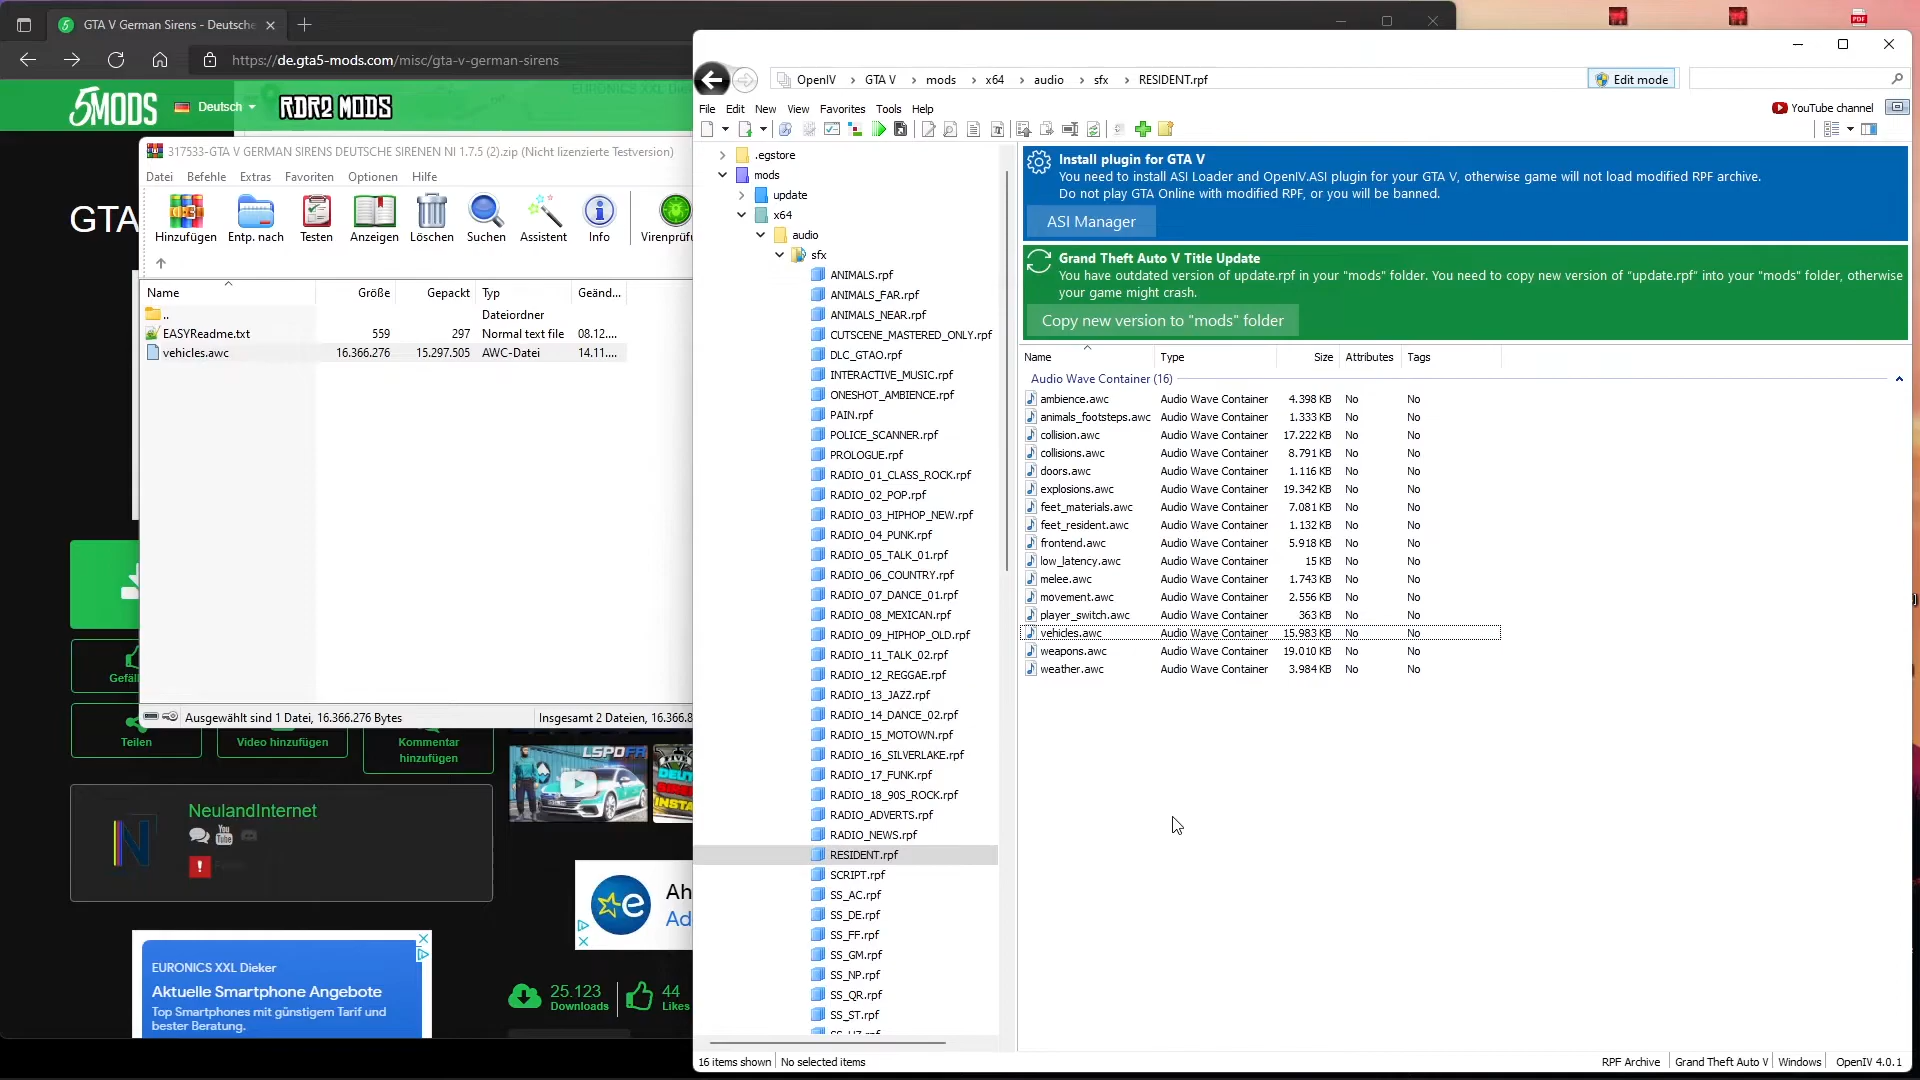 GTA V German Sirens - Deutsche
https://de.gta5-mods.com/misc/gta-v-german-sirens
5MODS
Deutsch
RDR2 MODS
GTA
317533-GTA V GERMAN SIRENS DEUTSCHE SIRENEN NI 1.7.5 (2).zip (Nicht lizenzierte Testversion)
Datei Befehle Extras Favoriten Optionen Hilfe
Hinzufügen Entp. nach Testen Anzeigen Löschen Suchen Assistent Info Virenprüfu
Name Größe Gepackt Typ Geänd...
.. Dateiordner
EASYReadme.txt 559 297 Normal text file 08.12....
vehicles.awc 16.366.276 15.297.505 AWC-Datei 14.11....
Ausgewählt sind 1 Datei, 16.366.276 Bytes
Insgesamt 2 Dateien, 16.366.8
Gefäll
Teilen
Video hinzufügen
Kommentar
hinzufügen
LSPDFR
NeulandInternet
You
Tube
Ah
Ad
EURONICS XXL Dieker
Aktuelle Smartphone Angebote
Top Smartphones mit günstigem Tarif und
bester Beratung.
25.123
Downloads
44
Likes
PDF
OpenIV GTA V mods x64 audio sfx RESIDENT.rpf
Edit mode
File Edit New View Favorites Tools Help
YouTube channel
.egstore
mods
update
x64
audio
sfx
ANIMALS.rpf
ANIMALS_FAR.rpf
ANIMALS_NEAR.rpf
CUTSCENE_MASTERED_ONLY.rpf
DLC_GTAO.rpf
INTERACTIVE_MUSIC.rpf
ONESHOT_AMBIENCE.rpf
PAIN.rpf
POLICE_SCANNER.rpf
PROLOGUE.rpf
RADIO_01_CLASS_ROCK.rpf
RADIO_02_POP.rpf
RADIO_03_HIPHOP_NEW.rpf
RADIO_04_PUNK.rpf
RADIO_05_TALK_01.rpf
RADIO_06_COUNTRY.rpf
RADIO_07_DANCE_01.rpf
RADIO_08_MEXICAN.rpf
RADIO_09_HIPHOP_OLD.rpf
RADIO_11_TALK_02.rpf
RADIO_12_REGGAE.rpf
RADIO_13_JAZZ.rpf
RADIO_14_DANCE_02.rpf
RADIO_15_MOTOWN.rpf
RADIO_16_SILVERLAKE.rpf
RADIO_17_FUNK.rpf
RADIO_18_90S_ROCK.rpf
RADIO_ADVERTS.rpf
RADIO_NEWS.rpf
RESIDENT.rpf
SCRIPT.rpf
SS_AC.rpf
SS_DE.rpf
SS_FF.rpf
SS_GM.rpf
SS_NP.rpf
SS_QR.rpf
SS_ST.rpf
Install plugin for GTA V
You need to install ASI Loader and OpenIV.ASI plugin for your GTA V, otherwise game will not load modified RPF archive.
Do not play GTA Online with modified RPF, or you will be banned.
ASI Manager
Grand Theft Auto V Title Update
You have outdated version of update.rpf in your "mods" folder. You need to copy new version of "update.rpf" into your "mods" folder, otherwise
your game might crash.
Copy new version to "mods" folder
Name Type Size Attributes Tags
Audio Wave Container (16)
ambience.awc Audio Wave Container 4.398 KB No No
animals_footsteps.awc Audio Wave Container 1.333 KB No No
collision.awc Audio Wave Container 17.222 KB No No
collisions.awc Audio Wave Container 8.791 KB No No
doors.awc Audio Wave Container 1.116 KB No No
explosions.awc Audio Wave Container 19.342 KB No No
feet_materials.awc Audio Wave Container 7.081 KB No No
feet_resident.awc Audio Wave Container 1.132 KB No No
frontend.awc Audio Wave Container 5.918 KB No No
low_latency.awc Audio Wave Container 15 KB No No
melee.awc Audio Wave Container 1.743 KB No No
movement.awc Audio Wave Container 2.556 KB No No
player_switch.awc Audio Wave Container 363 KB No No
vehicles.awc Audio Wave Container 15.983 KB No No
weapons.awc Audio Wave Container 19.010 KB No No
weather.awc Audio Wave Container 3.984 KB No No
16 items shown No selected items
RPF Archive Grand Theft Auto V Windows OpenIV 4.0.1